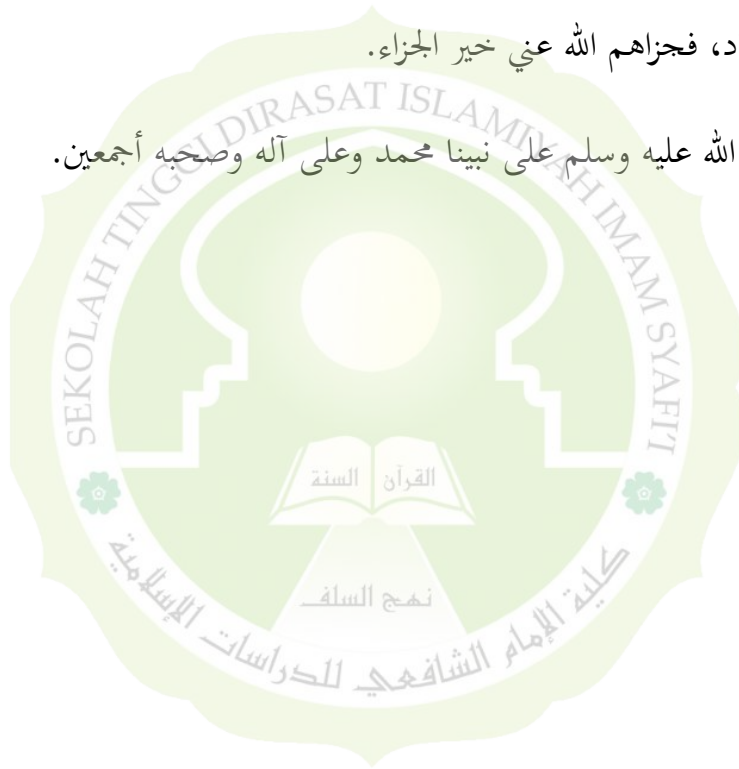 د، فجزاهم الله عني خير الجزاء.
الله عليه وسلم على نبينا محمد وعلى آله وصحبه أجمعين.
SEKOLAH TINGGI DIRASAT ISLAMIYAH IMAM SYAFI'I
القرآن السنة
نهج السلف
كلية الإمام الشافعي للدراسات الإسلامية